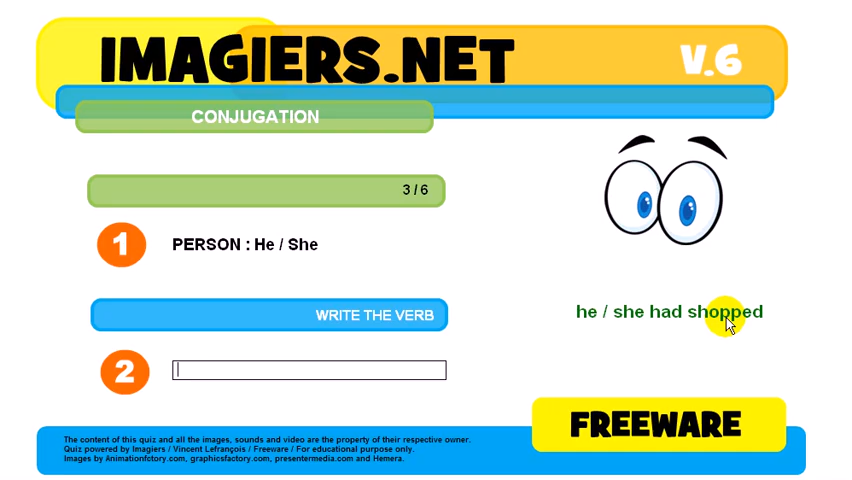 IMAGIERS.NET
V.6
CONJUGATION
3 / 6
1
PERSON : He / She
he / she had shopped
WRITE THE VERB
2
FREEWARE
The content of this quiz and all the images, sounds and video are the property of their respective owner.
Quiz powered by Imagiers / Vincent Lefrançois / Freeware / For educational purpose only.
Images by Animationfctory.com, graphicsfactory.com, presentermedia.com and Hemera.